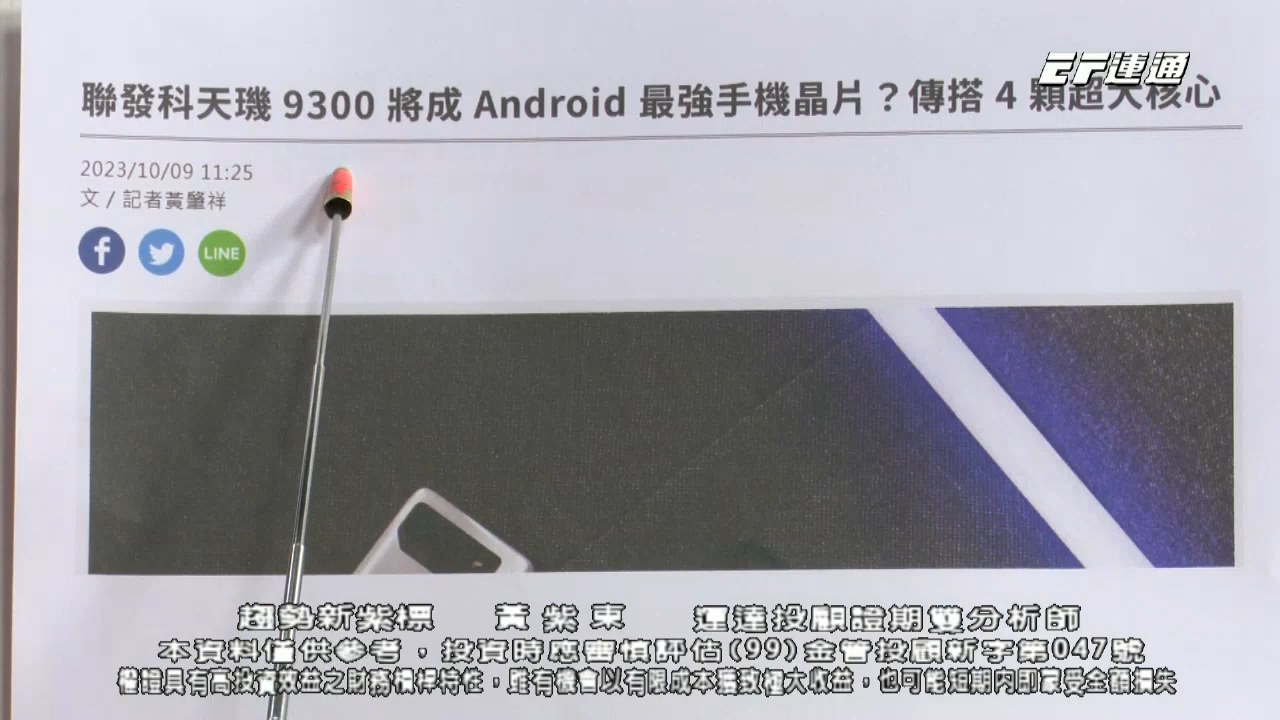 EF運通
聯發科天璣 9300 將成 Android 最強手機晶片？傳搭 4 顆超大核心
2023/10/09 11:25
文 / 記者黃肇祥
f
LINE
趨勢新紫標 黃紫東 運達投顧證期雙分析師
本資料僅供參考，投資時應審慎評估(99)金管投顧新字第047號
權證具有高投資效益之財務槓桿特性，雖有機會以有限成本獲致極大收益，也可能短期內即蒙受全額損失